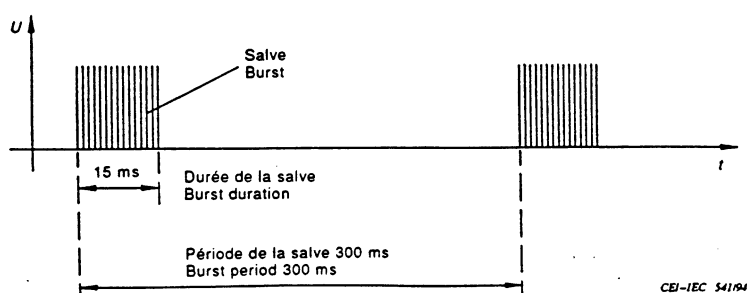 U
Salve
Burst
t
15 ms
Durée de la salve
Burst duration
Période de la salve 300 ms
Burst period 300 ms
CEI-IEC 541/94